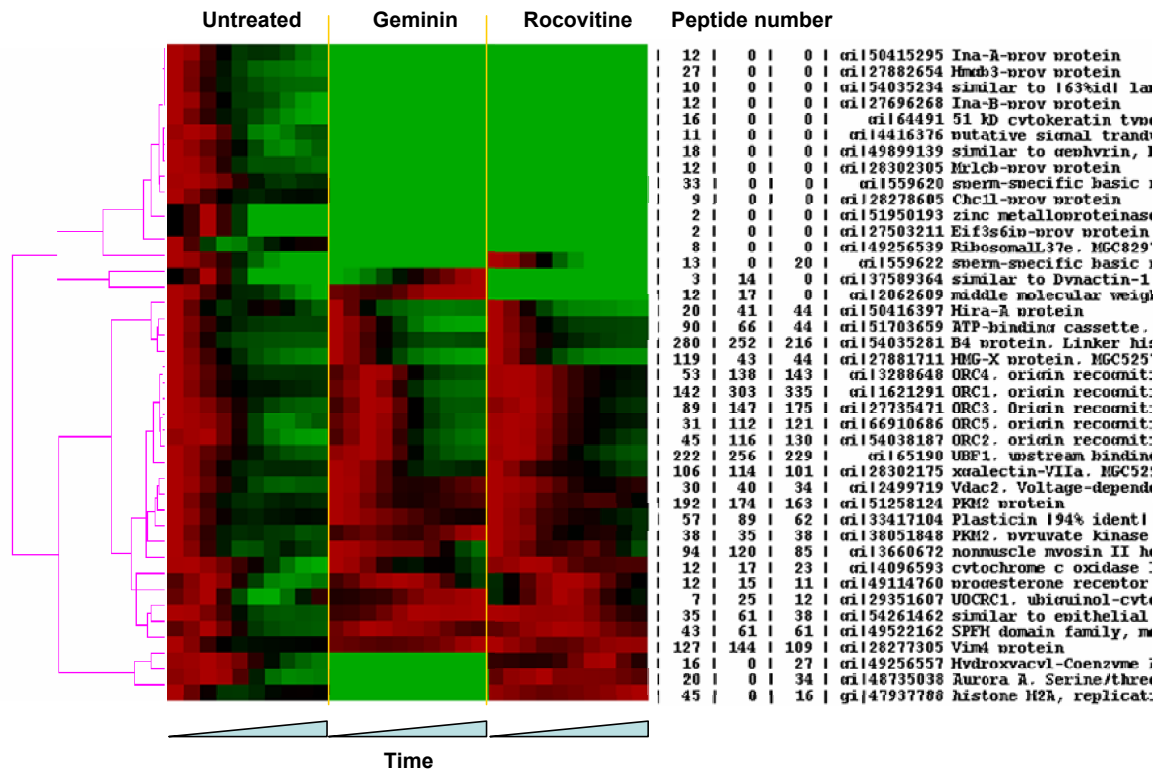 Untreated Geminin Rocovitine Peptide number
| 12 | 0 | 0 | gi|50415295 Ina-A-prov protein
| 27 | 0 | 0 | gi|27882654 Hmgb3-prov protein
| 10 | 0 | 0 | gi|54035234 similar to |63%id| lam
| 12 | 0 | 0 | gi|27696268 Ina-B-prov protein
| 16 | 0 | 0 | gi|64491 51 kD cytokeratin type
| 11 | 0 | 0 | gi|4416376 putative signal transdu
| 18 | 0 | 0 | gi|49899139 similar to gephyrin,
| 12 | 0 | 0 | gi|28302305 Mrlcb-prov protein
| 33 | 0 | 0 | gi|559620 sperm-specific basic
| 9 | 0 | 0 | gi|28278605 Chc1l-prov protein
| 2 | 0 | 0 | gi|51950193 zinc metalloproteinase
| 2 | 0 | 0 | gi|27503211 Eif3s6ip-prov protein
| 8 | 0 | 0 | gi|49256539 RibosomalL37e, MGC8297
| 13 | 0 | 20 | gi|559622 sperm-specific basic
| 3 | 14 | 0 | gi|37589364 similar to Dynactin-1
| 12 | 17 | 0 | gi|2062609 middle molecular weigh
| 20 | 41 | 44 | gi|50416397 Hira-A protein
| 90 | 66 | 44 | gi|51703659 ATP-binding cassette,
| 280 | 252 | 216 | gi|54035281 B4 protein, Linker his
| 119 | 43 | 44 | gi|27881711 HMG-X protein, MGC5257
| 53 | 138 | 143 | gi|3288648 ORC4, origin recogniti
| 142 | 303 | 335 | gi|1621291 ORC1, origin recogniti
| 89 | 147 | 175 | gi|27735471 ORC3, Origin recogniti
| 31 | 112 | 121 | gi|66910686 ORC5, origin recogniti
| 45 | 116 | 130 | gi|54038187 ORC2, origin recogniti
| 222 | 256 | 229 | gi|65190 UBF1, upstream bindin
| 106 | 114 | 101 | gi|28302175 xgalectin-VIIa, MGC529
| 30 | 40 | 34 | gi|2499719 Vdac2, Voltage-depende
| 192 | 174 | 163 | gi|51258124 PKM2 protein
| 57 | 89 | 62 | gi|33417104 Plasticin |94% ident|
| 38 | 35 | 38 | gi|38051848 PKM2, pyruvate kinase
| 94 | 120 | 85 | gi|3660672 nonmuscle myosin II he
| 12 | 17 | 23 | gi|4096593 cytochrome c oxidase
| 12 | 15 | 11 | gi|49114760 progesterone receptor
| 7 | 25 | 12 | gi|29351607 UQCRC1, ubiquinol-cyto
| 35 | 61 | 38 | gi|54261462 similar to epithelial
| 43 | 61 | 61 | gi|49522162 SPFH domain family, m
| 127 | 144 | 109 | gi|28277305 Vim4 protein
| 16 | 0 | 27 | gi|49256557 Hydroxyacyl-Coenzyme
| 20 | 0 | 34 | gi|48735038 Aurora A, Serine/three
| 45 | 0 | 16 | gi|47937788 histone H2A, replicati
Time